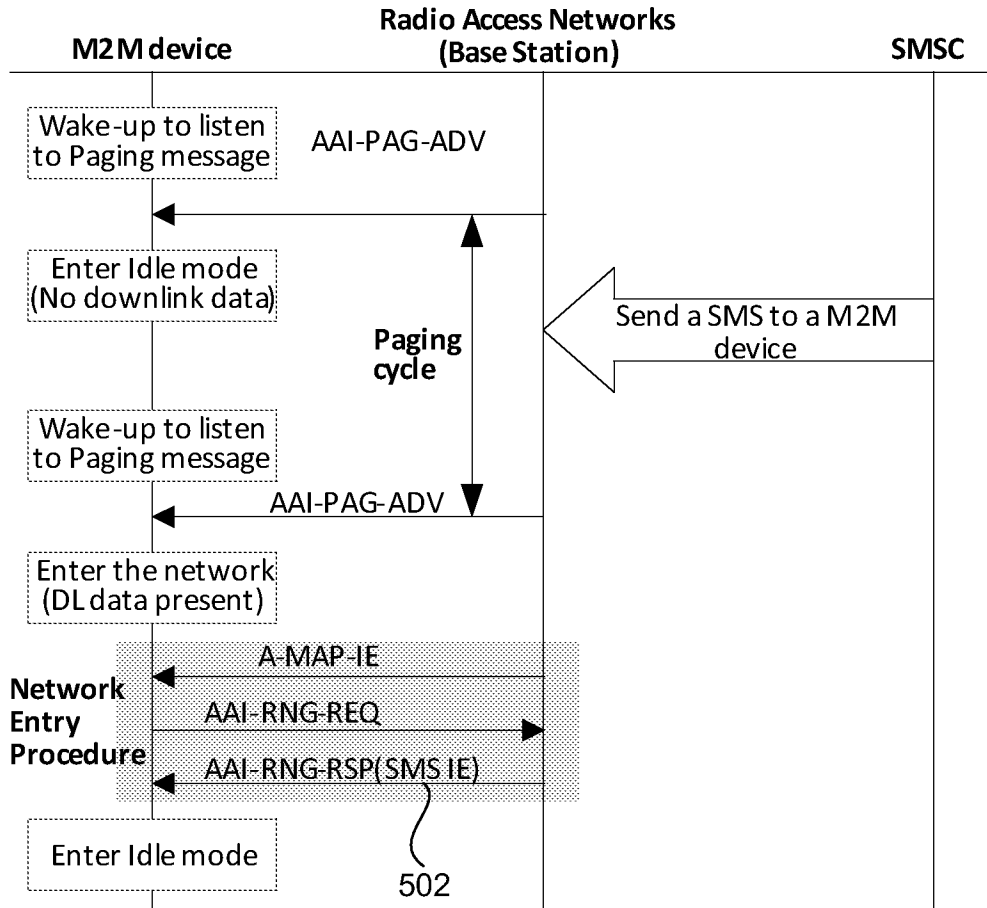 Radio Access Networks
M2M device
(Base Station)
SMSC
Wake-up to listen
to Paging message
AAI-PAG-ADV
Enter Idle mode
(No downlink data)
Send a SMS to a M2M
device
Paging
cycle
Wake-up to listen
to Paging message
AAI-PAG-ADV
Enter the network
(DL data present)
A-MAP-IE
Network
Entry
Procedure
AAI-RNG-REQ
AAI-RNG-RSP(SMS IE)
Enter Idle mode
502